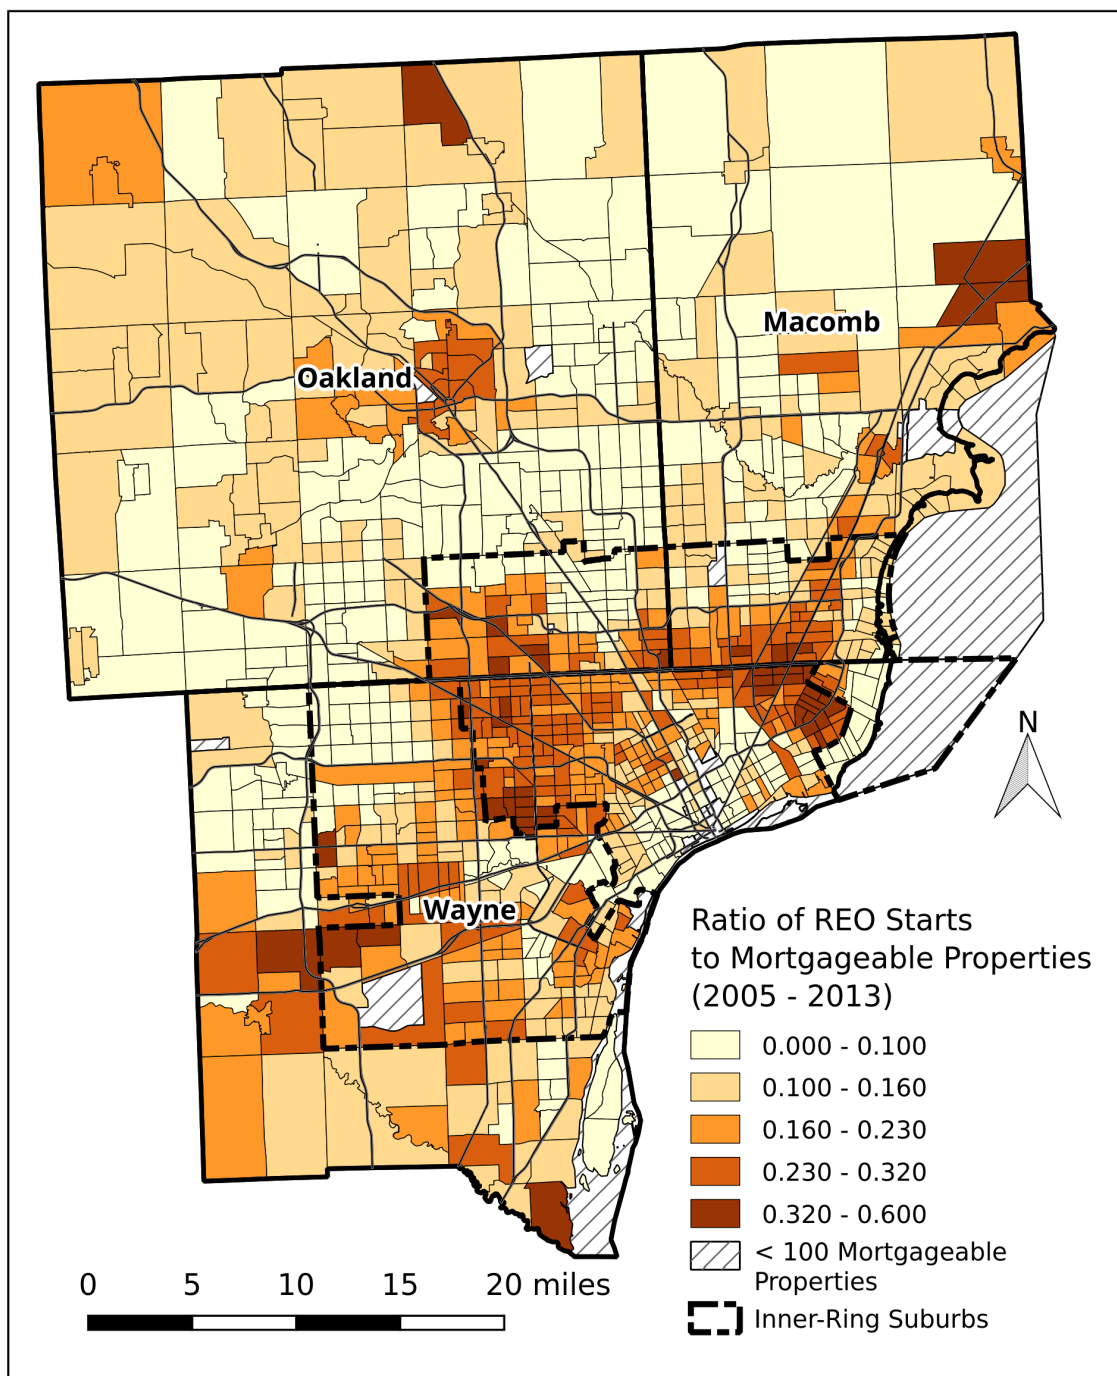 Macomb
Oakland
N
Wayne
Ratio of REO Starts
to Mortgageable Properties
(2005 - 2013)
0.000 - 0.100
0.100 - 0.160
0.160 - 0.230
0.230 - 0.320
0.320 - 0.600
< 100 Mortgageable
Properties
Inner-Ring Suburbs
0 5 10 15 20 miles